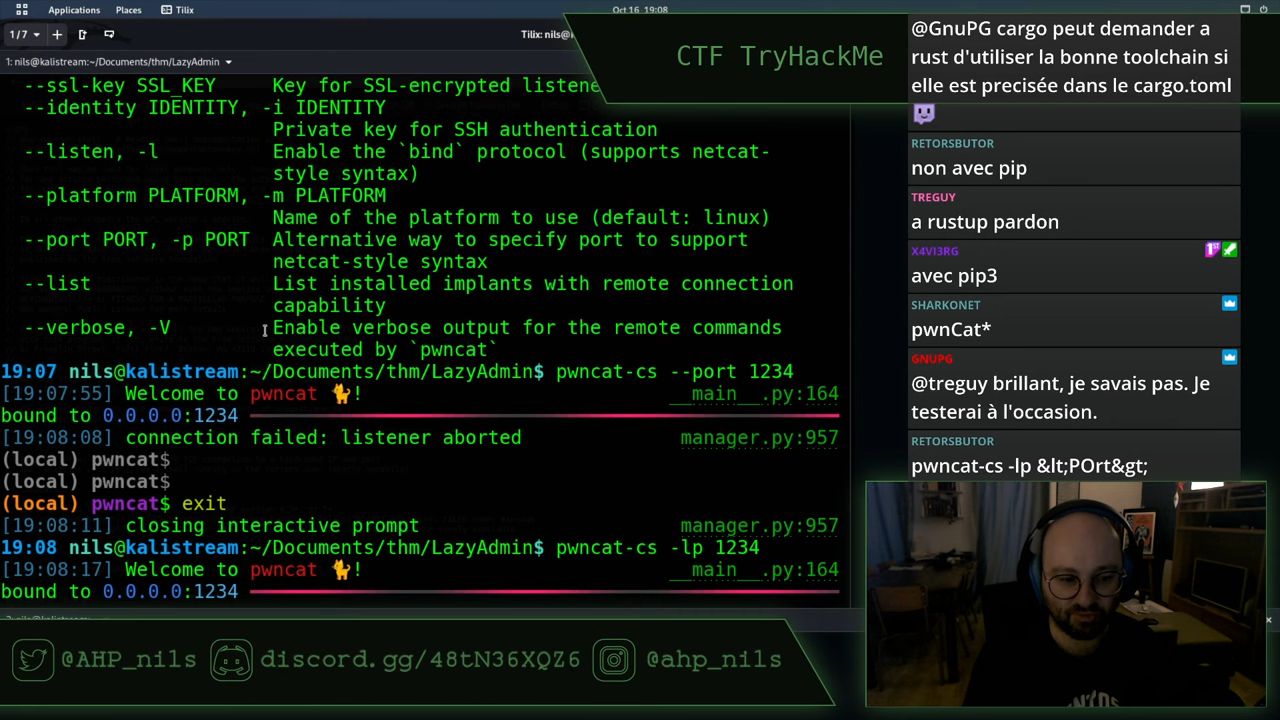 Applications Places Tilix
Oct 16, 19:08
1/7
Tilix: nils@
1: nils@kalistream:~/Documents/thm/LazyAdmin
--ssl-key SSL_KEY Key for SSL-encrypted listene
--identity IDENTITY, -i IDENTITY
Private key for SSH authentication
--listen, -l Enable the `bind` protocol (supports netcat-
style syntax)
--platform PLATFORM, -m PLATFORM
Name of the platform to use (default: linux)
--port PORT, -p PORT Alternative way to specify port to support
netcat-style syntax
--list List installed implants with remote connection
capability
--verbose, -V Enable verbose output for the remote commands
executed by `pwncat`
19:07 nils@kalistream:~/Documents/thm/LazyAdmin$ pwncat-cs --port 1234
[19:07:55] Welcome to pwncat 🐈! __main__.py:164
bound to 0.0.0.0:1234
[19:08:08] connection failed: listener aborted manager.py:957
(local) pwncat$
(local) pwncat$
(local) pwncat$ exit
[19:08:11] closing interactive prompt manager.py:957
19:08 nils@kalistream:~/Documents/thm/LazyAdmin$ pwncat-cs -lp 1234
[19:08:17] Welcome to pwncat 🐈! __main__.py:164
bound to 0.0.0.0:1234
CTF TryHackMe
@GnuPG cargo peut demander a
rust d'utiliser la bonne toolchain si
elle est precisée dans le cargo.toml
RETORSBUTOR
non avec pip
TREGUY
a rustup pardon
X4VI3RG
avec pip3
SHARKONET
pwnCat*
GNUPG
@treguy brillant, je savais pas. Je
testerai à l'occasion.
RETORSBUTOR
pwncat-cs -lp &lt;POrt&gt;
@AHP_nils discord.gg/48tN36XQZ6 @ahp_nils